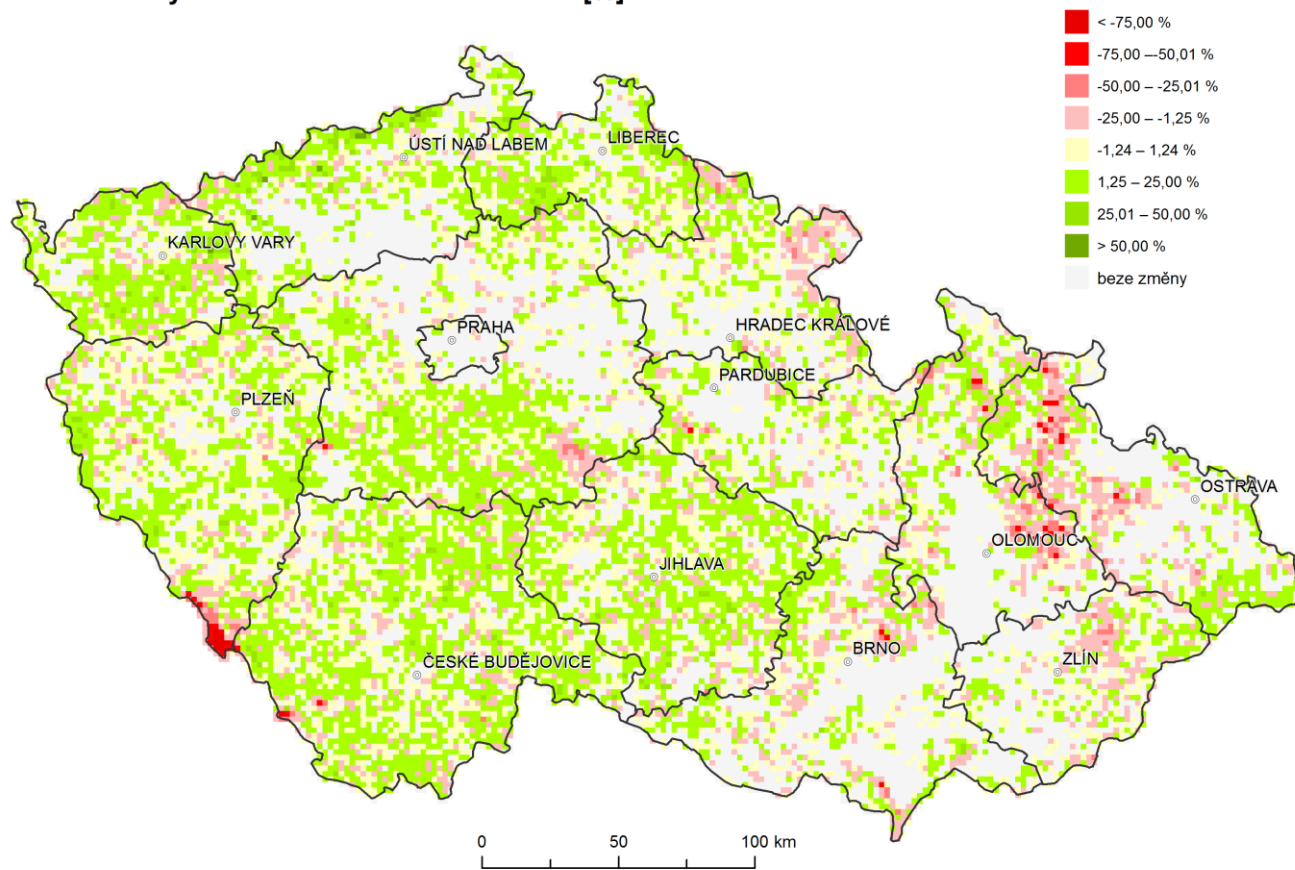 < -75,00 %
-75,00 –-50,01 %
-50,00 – -25,01 %
-25,00 – -1,25 %
-1,24 – 1,24 %
1,25 – 25,00 %
25,01 – 50,00 %
> 50,00 %
beze změny
ÚSTÍ NAD LABEM
LIBEREC
KARLOVY VARY
PRAHA
HRADEC KRÁLOVÉ
PARDUBICE
PLZEŇ
OSTRAVA
OLOMOUC
JIHLAVA
BRNO
ZLÍN
ČESKÉ BUDĚJOVICE
0 50 100 km